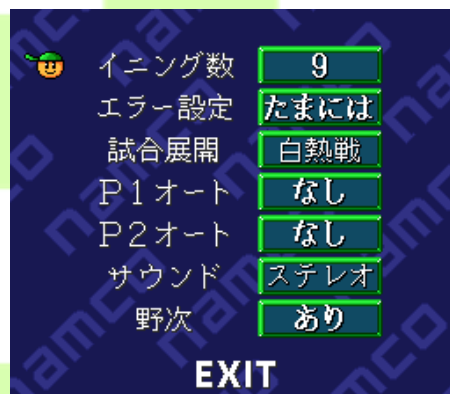 イニング数 9
エラー設定 たまには
試合展開 白熱戦
P1オート なし
P2オート なし
サウンド ステレオ
野次 あり
EXIT
namco